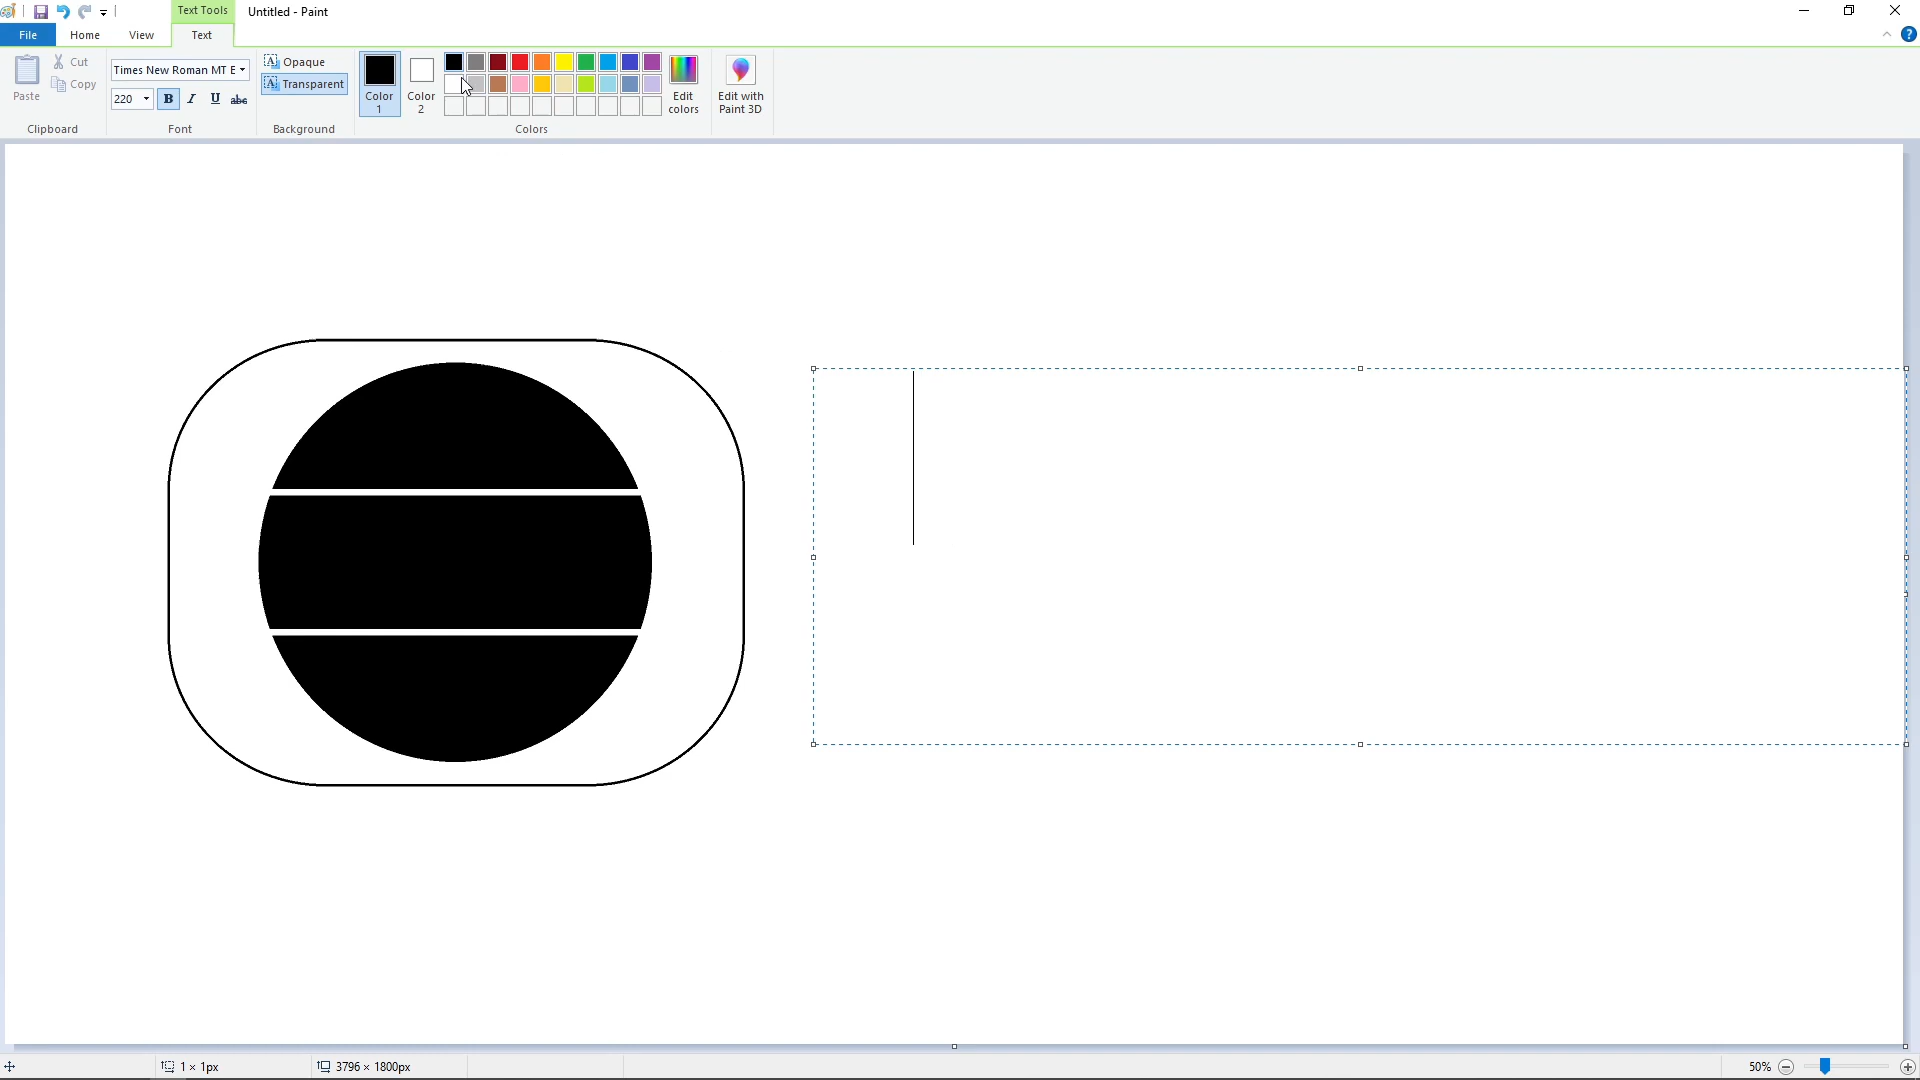 Text Tools
Untitled - Paint
File
Home
View
Text
?
Paste
Cut
Copy
Clipboard
Times New Roman MT E
220
B
I
U
abc
Font
A Opaque
A Transparent
Background
Color 1
Color 2
Edit colors
Colors
Edit with Paint 3D
1 × 1px
3796 × 1800px
50%